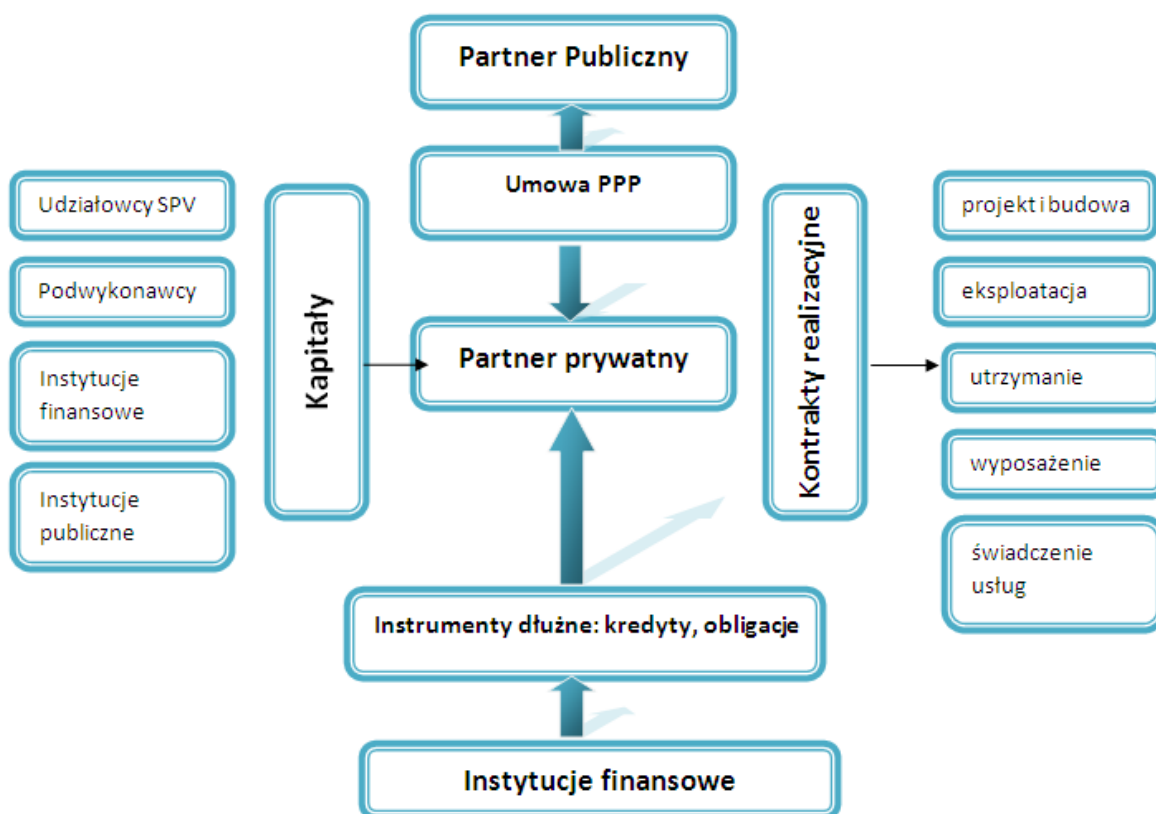 Partner Publiczny
Umowa PPP
Udziałowcy SPV
Podwykonawcy
Instytucje
finansowe
Instytucje
publiczne
Kapitały
Partner prywatny
Kontrakty realizacyjne
projekt i budowa
eksploatacja
utrzymanie
wyposażenie
świadczenie
usług
Instrumenty dłużne: kredyty, obligacje
Instytucje finansowe